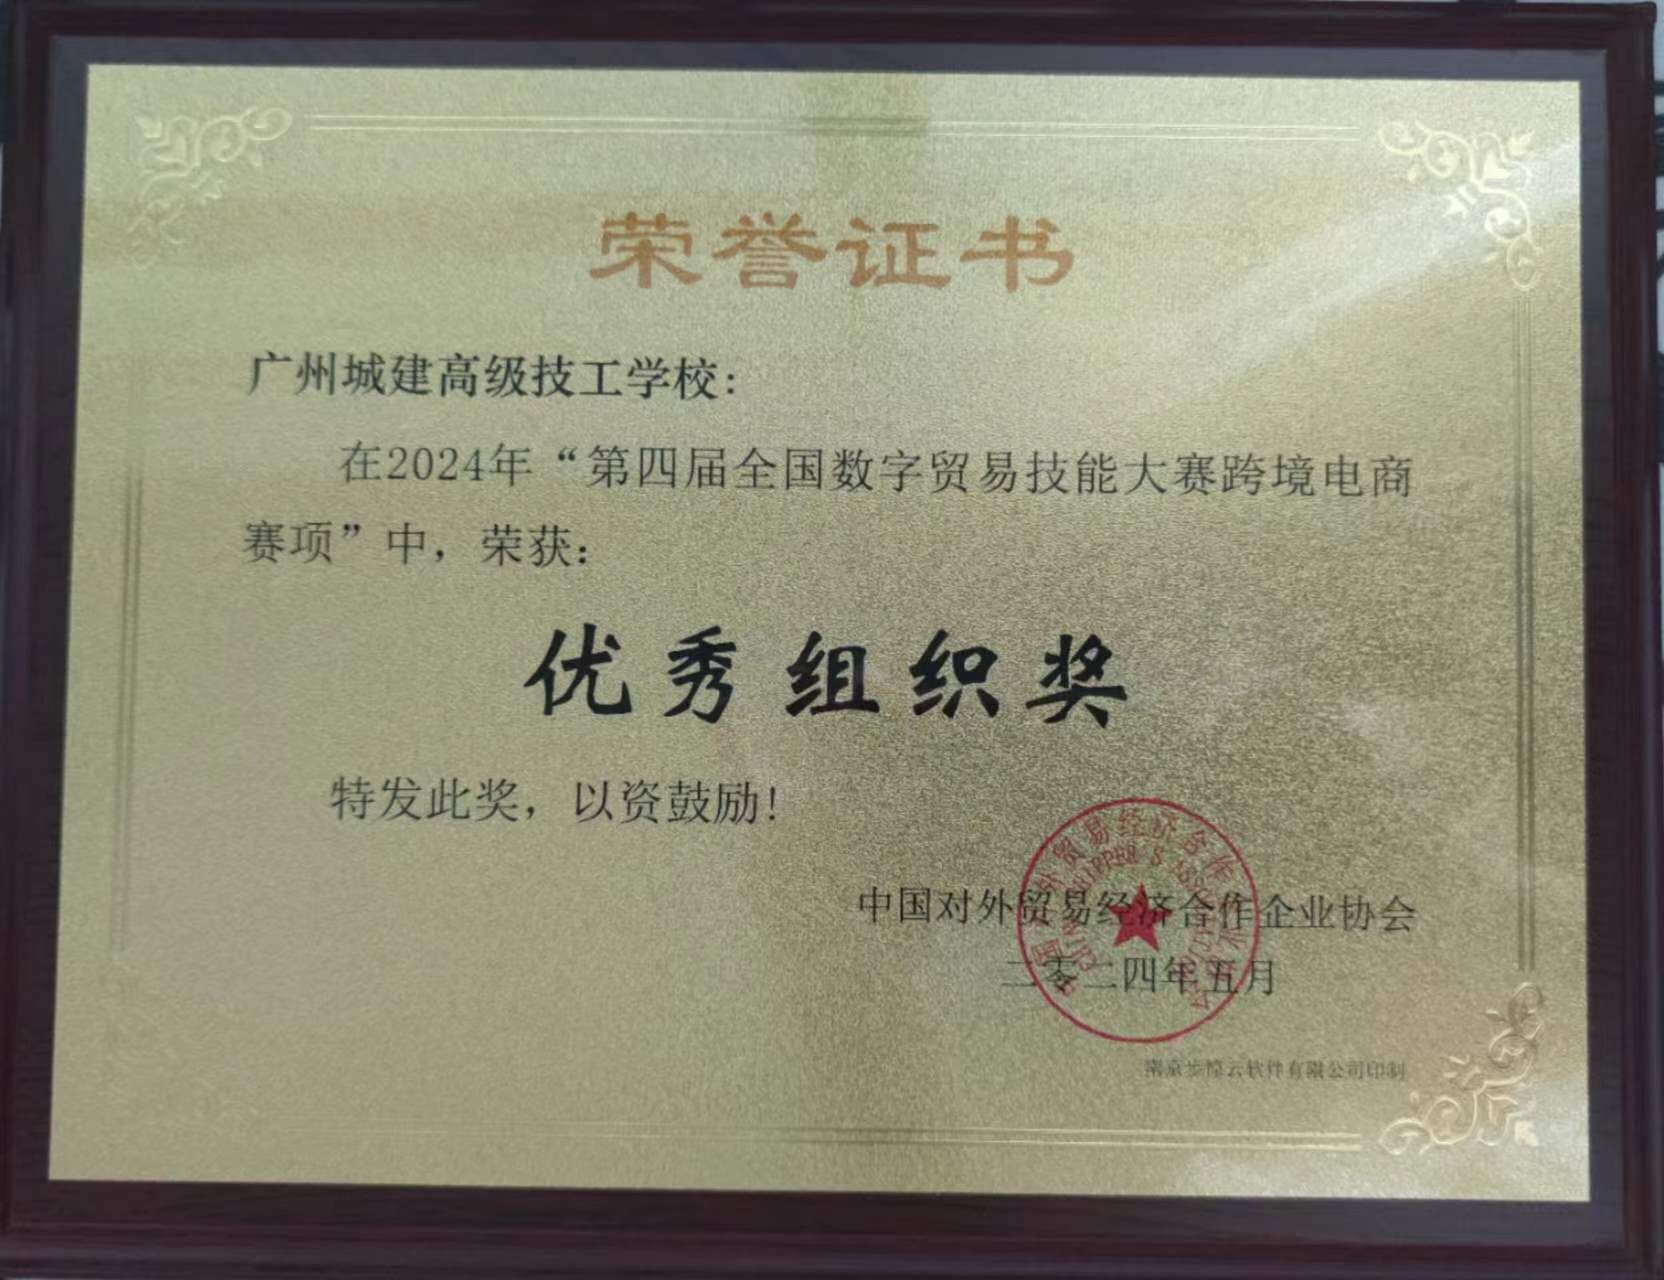 荣誉证书
广州城建高级技工学校:
在2024年“第四届全国数字贸易技能大赛跨境电商
赛项”中,荣获:
优秀组织奖
特发此奖,以资鼓励!
中国对外贸易经济合作企业协会
二零二四年五月